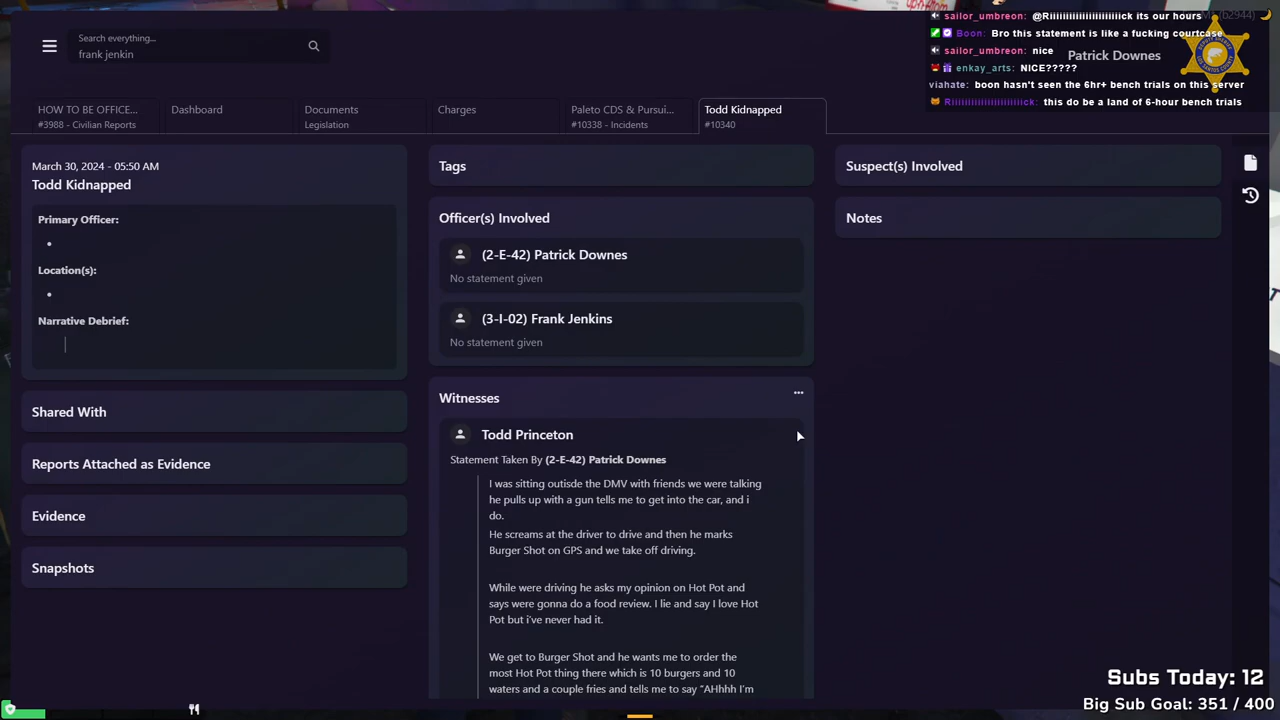 Search everything...
frank jenkin
sailor_umbreon: @Riiiiiiiiiiiiiiiiiiiiick its our hours
Boon: Bro this statement is like a fucking courtcase
sailor_umbreon: nice
enkay_arts: NICE?????
viahate: boon hasn't seen the 6hr+ bench trials on this server
Riiiiiiiiiiiiiiiiiiiiick: this do be a land of 6-hour bench trials
Patrick Downes
HOW TO BE OFFICE...
#3988 - Civilian Reports
Dashboard
Documents
Legislation
Charges
Paleto CDS & Pursui...
#10338 - Incidents
Todd Kidnapped
#10340
March 30, 2024 - 05:50 AM
Todd Kidnapped
Primary Officer:
Location(s):
Narrative Debrief:
Shared With
Reports Attached as Evidence
Evidence
Snapshots
Tags
Officer(s) Involved
(2-E-42) Patrick Downes
No statement given
(3-I-02) Frank Jenkins
No statement given
Witnesses
Todd Princeton
Statement Taken By (2-E-42) Patrick Downes
I was sitting outisde the DMV with friends we were talking
he pulls up with a gun tells me to get into the car, and i
do.
He screams at the driver to drive and then he marks
Burger Shot on GPS and we take off driving.
While were driving he asks my opinion on Hot Pot and
says were gonna do a food review. I lie and say I love Hot
Pot but i've never had it.
We get to Burger Shot and he wants me to order the
most Hot Pot thing there which is 10 burgers and 10
waters and a couple fries and tells me to say "AHhhh I'm
Suspect(s) Involved
Notes
Subs Today: 12
Big Sub Goal: 351 / 400